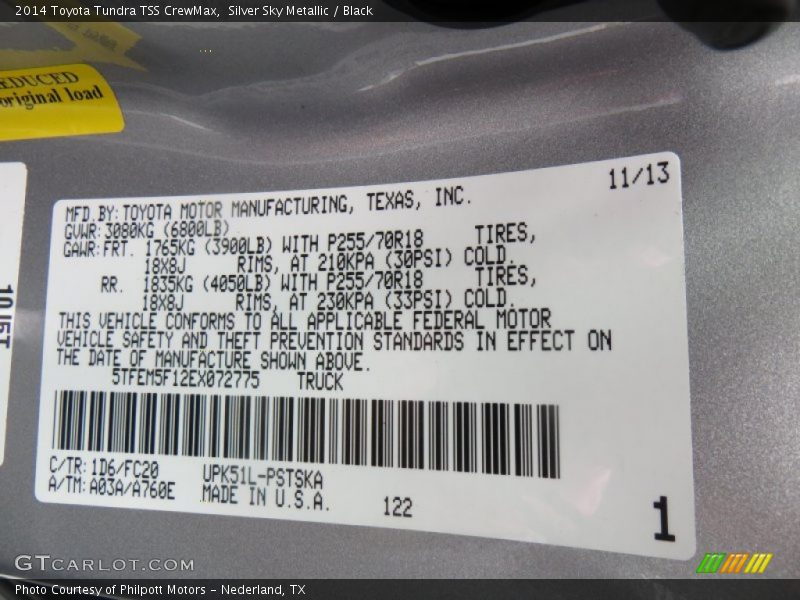 2014 Toyota Tundra TSS CrewMax,  Silver Sky Metallic / Black
EDUCED
original load
11/13
MFD.BY:TOYOTA MOTOR MANUFACTURING, TEXAS, INC.
GVWR:3080KG (6800LB)
GAWR:FRT. 1765KG (3900LB) WITH P255/70R18 TIRES,
18X8J RIMS, AT 210KPA (30PSI) COLD.
RR. 1835KG (4050LB) WITH P255/70R18 TIRES,
18X8J RIMS, AT 230KPA (33PSI) COLD.
THIS VEHICLE CONFORMS TO ALL APPLICABLE FEDERAL MOTOR
VEHICLE SAFETY AND THEFT PREVENTION STANDARDS IN EFFECT ON
THE DATE OF MANUFACTURE SHOWN ABOVE.
5TFEM5F12EX072775 TRUCK
C/TR:1D6/FC20 UPK51L-PSTSKA
A/TM:A03A/A760E MADE IN U.S.A. 122
1
GTCARLOT.COM
Photo Courtesy of Philpott Motors – Nederland, TX